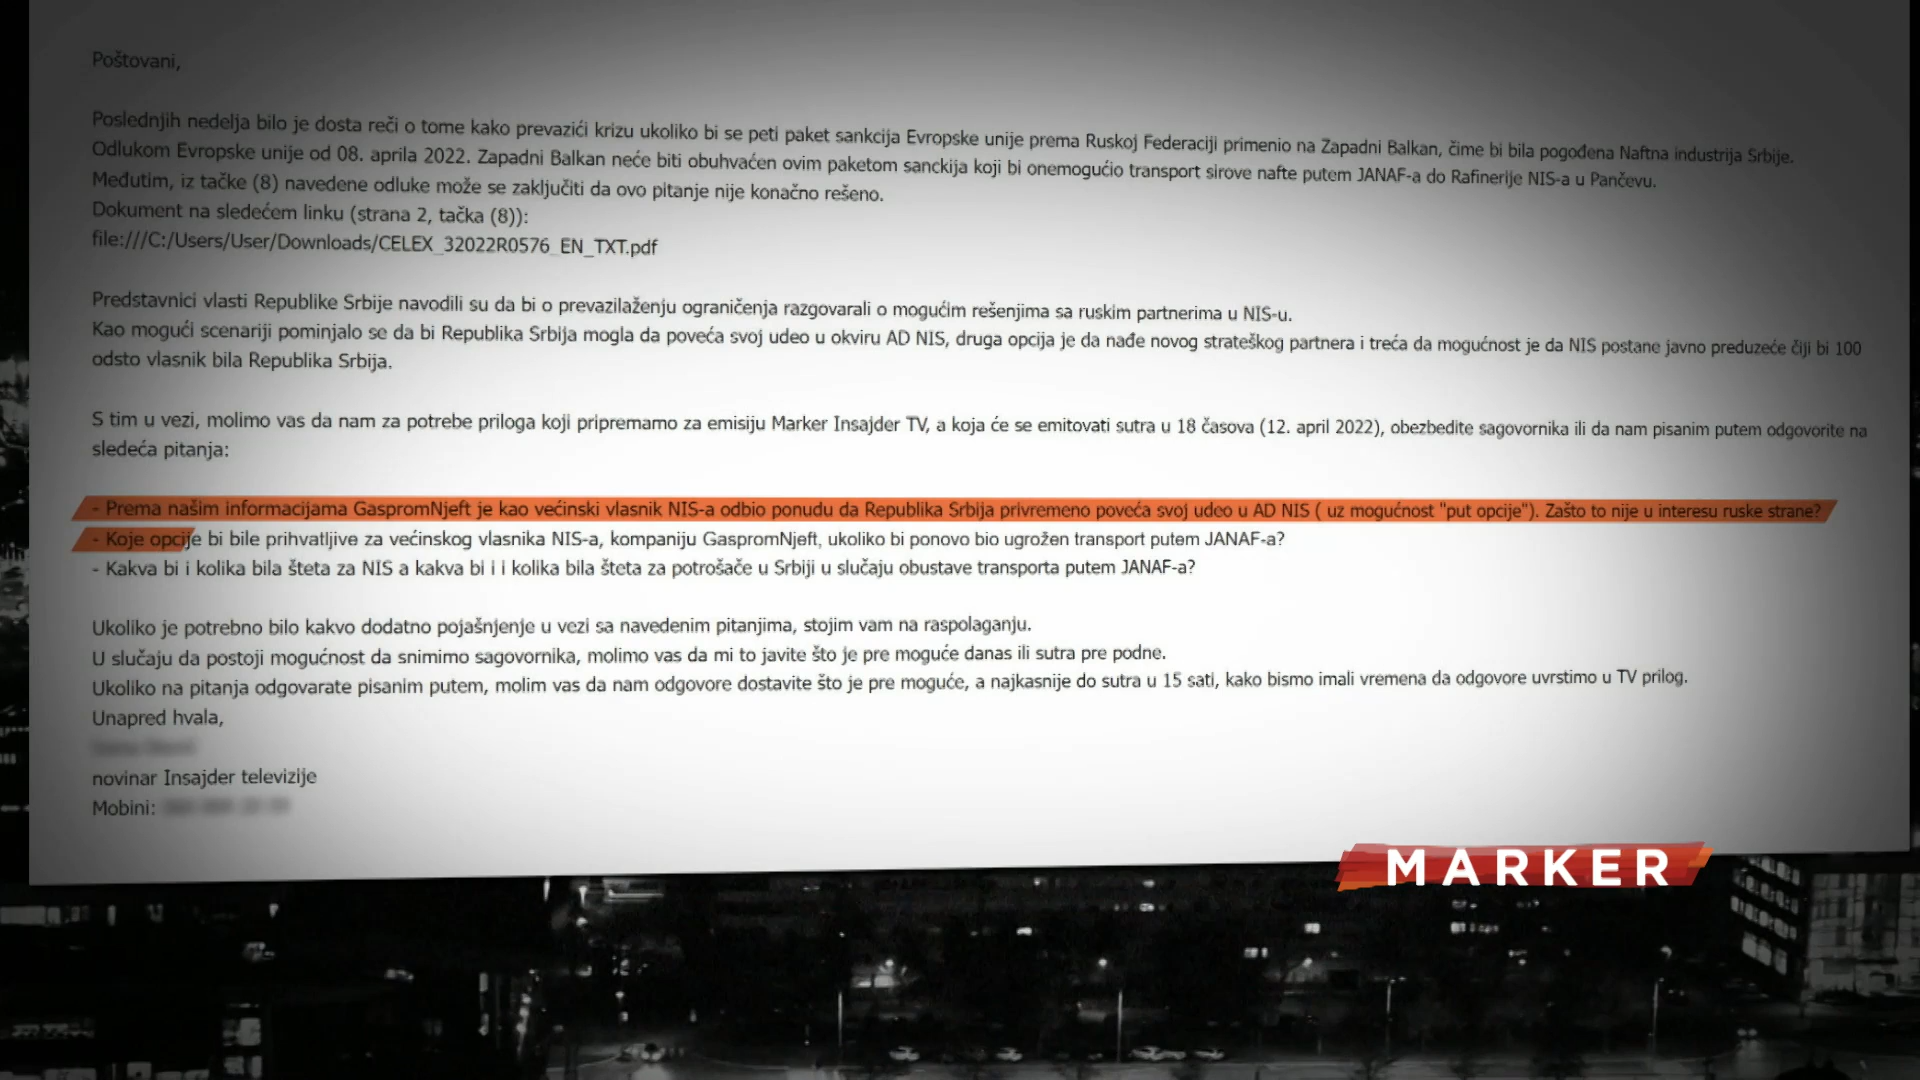 Poštovani,
Poslednjih nedelja bilo je dosta reči o tome kako prevazići krizu ukoliko bi se peti paket sankcija Evropske unije prema Ruskoj Federaciji primenio na Zapadni Balkan, čime bi bila pogođena Naftna industrija Srbije.
Odlukom Evropske unije od 08. aprila 2022. Zapadni Balkan neće biti obuhvaćen ovim paketom sanckija koji bi onemogućio transport sirove nafte putem JANAF-a do Rafinerije NIS-a u Pančevu.
Međutim, iz tačke (8) navedene odluke može se zaključiti da ovo pitanje nije konačno rešeno.
Dokument na sledećem linku (strana 2, tačka (8)):
file:///C:/Users/User/Downloads/CELEX_32022R0576_EN_TXT.pdf
Predstavnici vlasti Republike Srbije navodili su da bi o prevazilaženju ograničenja razgovarali o mogućim rešenjima sa ruskim partnerima u NIS-u.
Kao mogući scenariji pominjalo se da bi Republika Srbija mogla da poveća svoj udeo u okviru AD NIS, druga opcija je da nađe novog strateškog partnera i treća da mogućnost je da NIS postane javno preduzeće čiji bi 100
odsto vlasnik bila Republika Srbija.
S tim u vezi, molimo vas da nam za potrebe priloga koji pripremamo za emisiju Marker Insajder TV, a koja će se emitovati sutra u 18 časova (12. april 2022), obezbedite sagovornika ili da nam pisanim putem odgovorite na
sledeća pitanja:
- Prema našim informacijama GaspromNjeft je kao većinski vlasnik NIS-a odbio ponudu da Republika Srbija privremeno poveća svoj udeo u AD NIS ( uz mogućnost "put opcije"). Zašto to nije u interesu ruske strane?
- Koje opcije bi bile prihvatljive za većinskog vlasnika NIS-a, kompaniju GaspromNjeft, ukoliko bi ponovo bio ugrožen transport putem JANAF-a?
- Kakva bi i kolika bila šteta za NIS a kakva bi i i kolika bila šteta za potrošače u Srbiji u slučaju obustave transporta putem JANAF-a?
Ukoliko je potrebno bilo kakvo dodatno pojašnjenje u vezi sa navedenim pitanjima, stojim vam na raspolaganju.
U slučaju da postoji mogućnost da snimimo sagovornika, molimo vas da mi to javite što je pre moguće danas ili sutra pre podne.
Ukoliko na pitanja odgovarate pisanim putem, molim vas da nam odgovore dostavite što je pre moguće, a najkasnije do sutra u 15 sati, kako bismo imali vremena da odgovore uvrstimo u TV prilog.
Unapred hvala,
novinar Insajder televizije
Mobini:
MARKER